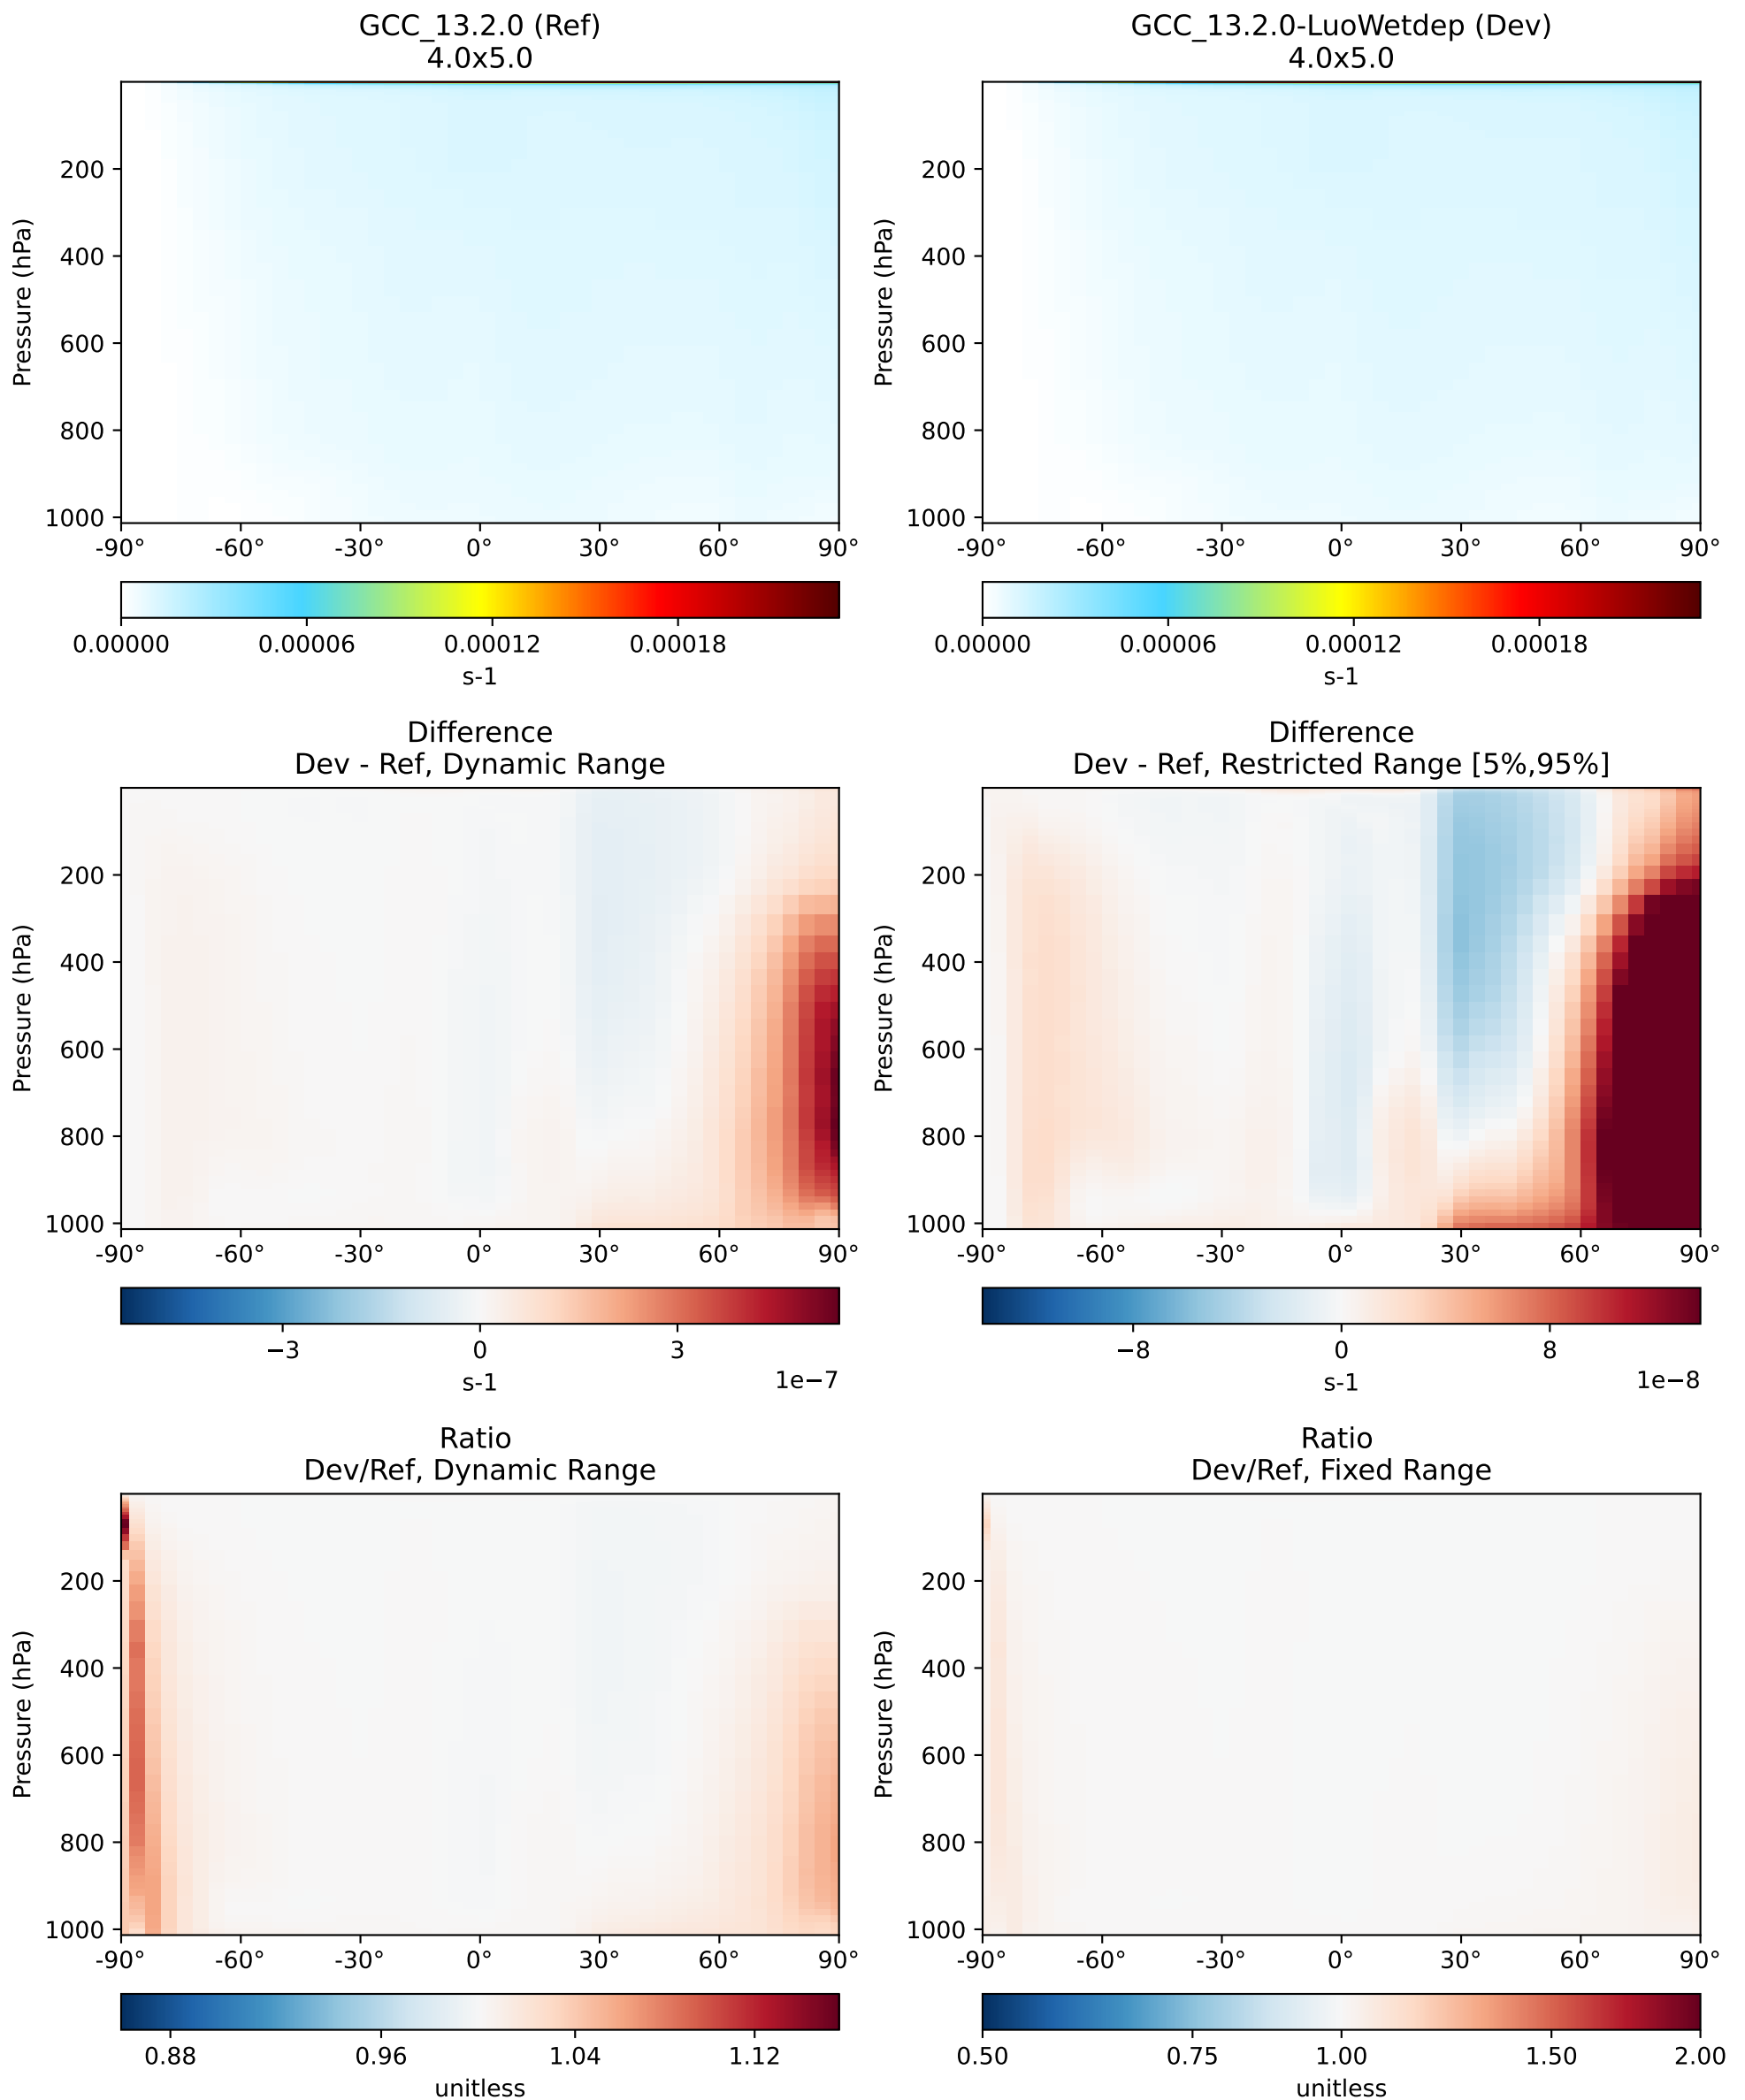 GCC_13.2.0 (Ref)
4.0x5.0
GCC_13.2.0-LuoWetdep (Dev)
4.0x5.0
Pressure (hPa)
200
400
600
800
1000
-90° -60° -30° 0° 30° 60° 90°
0.00000 0.00006 0.00012 0.00018
s-1
Pressure (hPa)
200
400
600
800
1000
-90° -60° -30° 0° 30° 60° 90°
0.00000 0.00006 0.00012 0.00018
s-1
Difference
Dev - Ref, Dynamic Range
Pressure (hPa)
200
400
600
800
1000
-90° -60° -30° 0° 30° 60° 90°
−3 0 3
s-1 1e−7
Difference
Dev - Ref, Restricted Range [5%,95%]
Pressure (hPa)
200
400
600
800
1000
-90° -60° -30° 0° 30° 60° 90°
−8 0 8
s-1 1e−8
Ratio
Dev/Ref, Dynamic Range
Pressure (hPa)
200
400
600
800
1000
-90° -60° -30° 0° 30° 60° 90°
0.88 0.96 1.04 1.12
unitless
Ratio
Dev/Ref, Fixed Range
Pressure (hPa)
200
400
600
800
1000
-90° -60° -30° 0° 30° 60° 90°
0.50 0.75 1.00 1.50 2.00
unitless